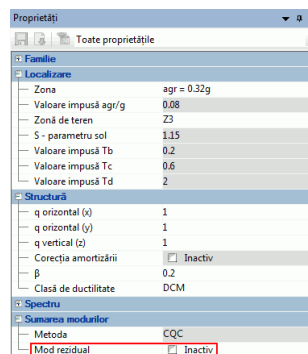 Proprietăți
Toate proprietățile
Familie
Localizare
Zona agr = 0.32g
Valoare impusă agr/g 0.08
Zonă de teren Z3
S - parametru sol 1.15
Valoare impusă Tb 0.2
Valoare impusă Tc 0.6
Valoare impusă Td 2
Structură
q orizontal (x) 1
q orizontal (y) 1
q vertical (z) 1
Corecția amortizării Inactiv
β 0.2
Clasă de ductilitate DCM
Spectru
Sumarea modurilor
Metoda CQC
Mod rezidual Inactiv